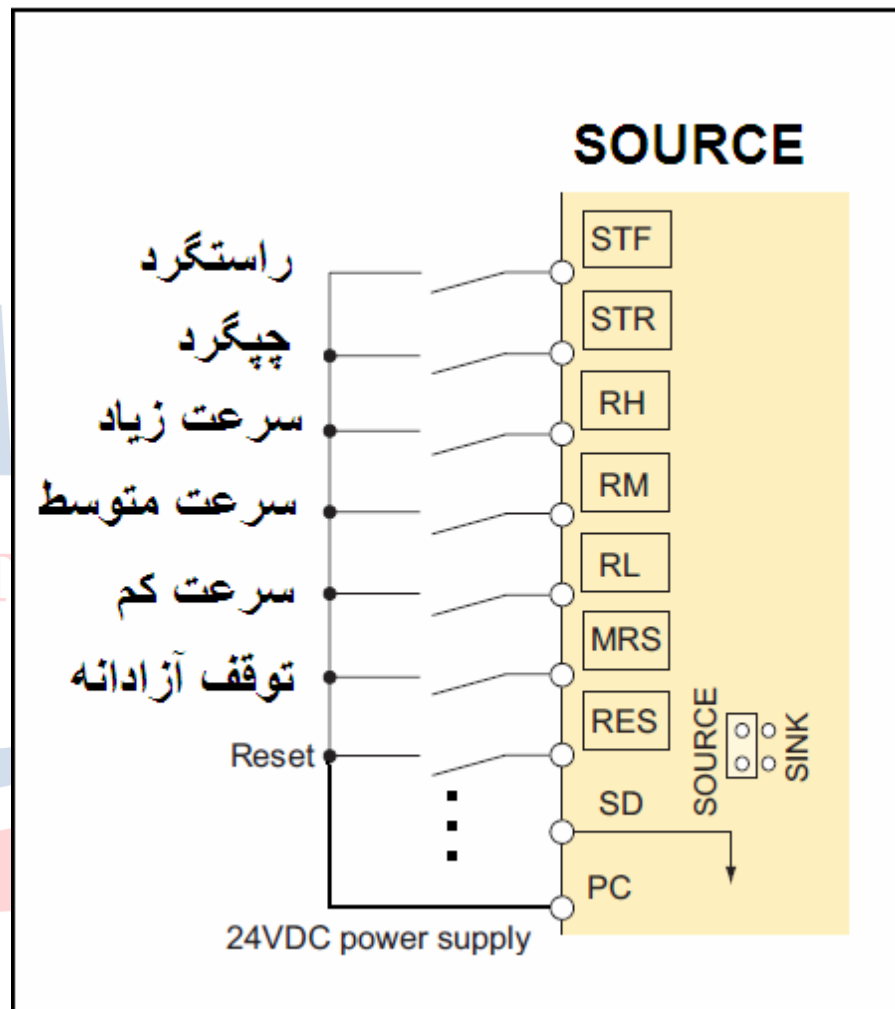 SOURCE
راستگرد
STF
چپگرد
STR
سرعت زیاد
RH
سرعت متوسط
RM
سرعت کم
RL
توقف آزادانه
MRS
Reset
RES
SOURCE
SINK
SD
PC
24VDC power supply